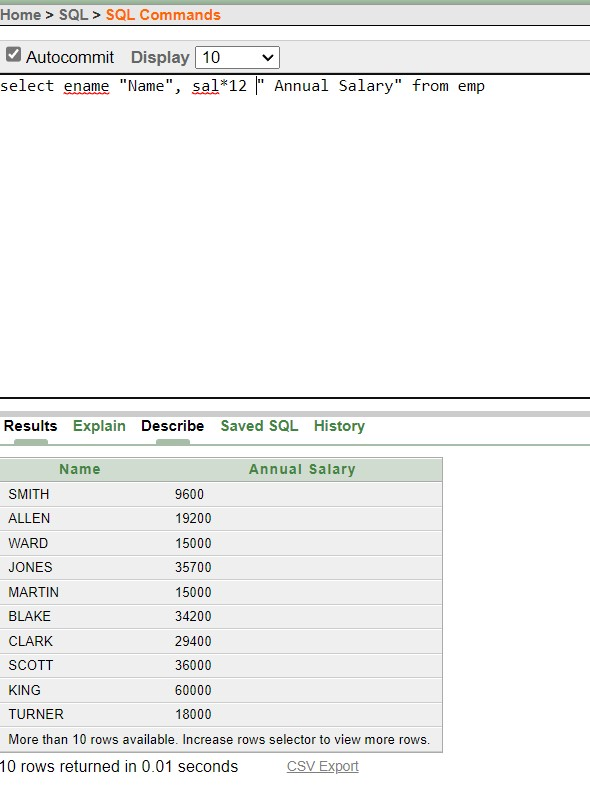 Home > SQL > SQL Commands
Autocommit Display 10
select ename "Name", sal*12 " Annual Salary" from emp
Results Explain Describe Saved SQL History
Name Annual Salary
SMITH 9600
ALLEN 19200
WARD 15000
JONES 35700
MARTIN 15000
BLAKE 34200
CLARK 29400
SCOTT 36000
KING 60000
TURNER 18000
More than 10 rows available. Increase rows selector to view more rows.
10 rows returned in 0.01 seconds CSV Export